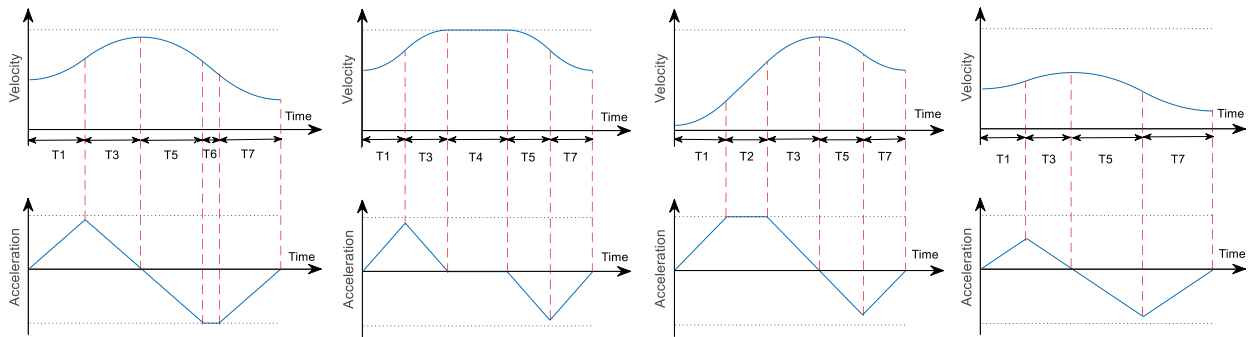 Velocity
Time
T1 T3 T5 T6 T7
Acceleration
Time
Velocity
Time
T1 T3 T4 T5 T7
Acceleration
Time
Velocity
Time
T1 T2 T3 T5 T7
Acceleration
Time
Velocity
Time
T1 T3 T5 T7
Acceleration
Time